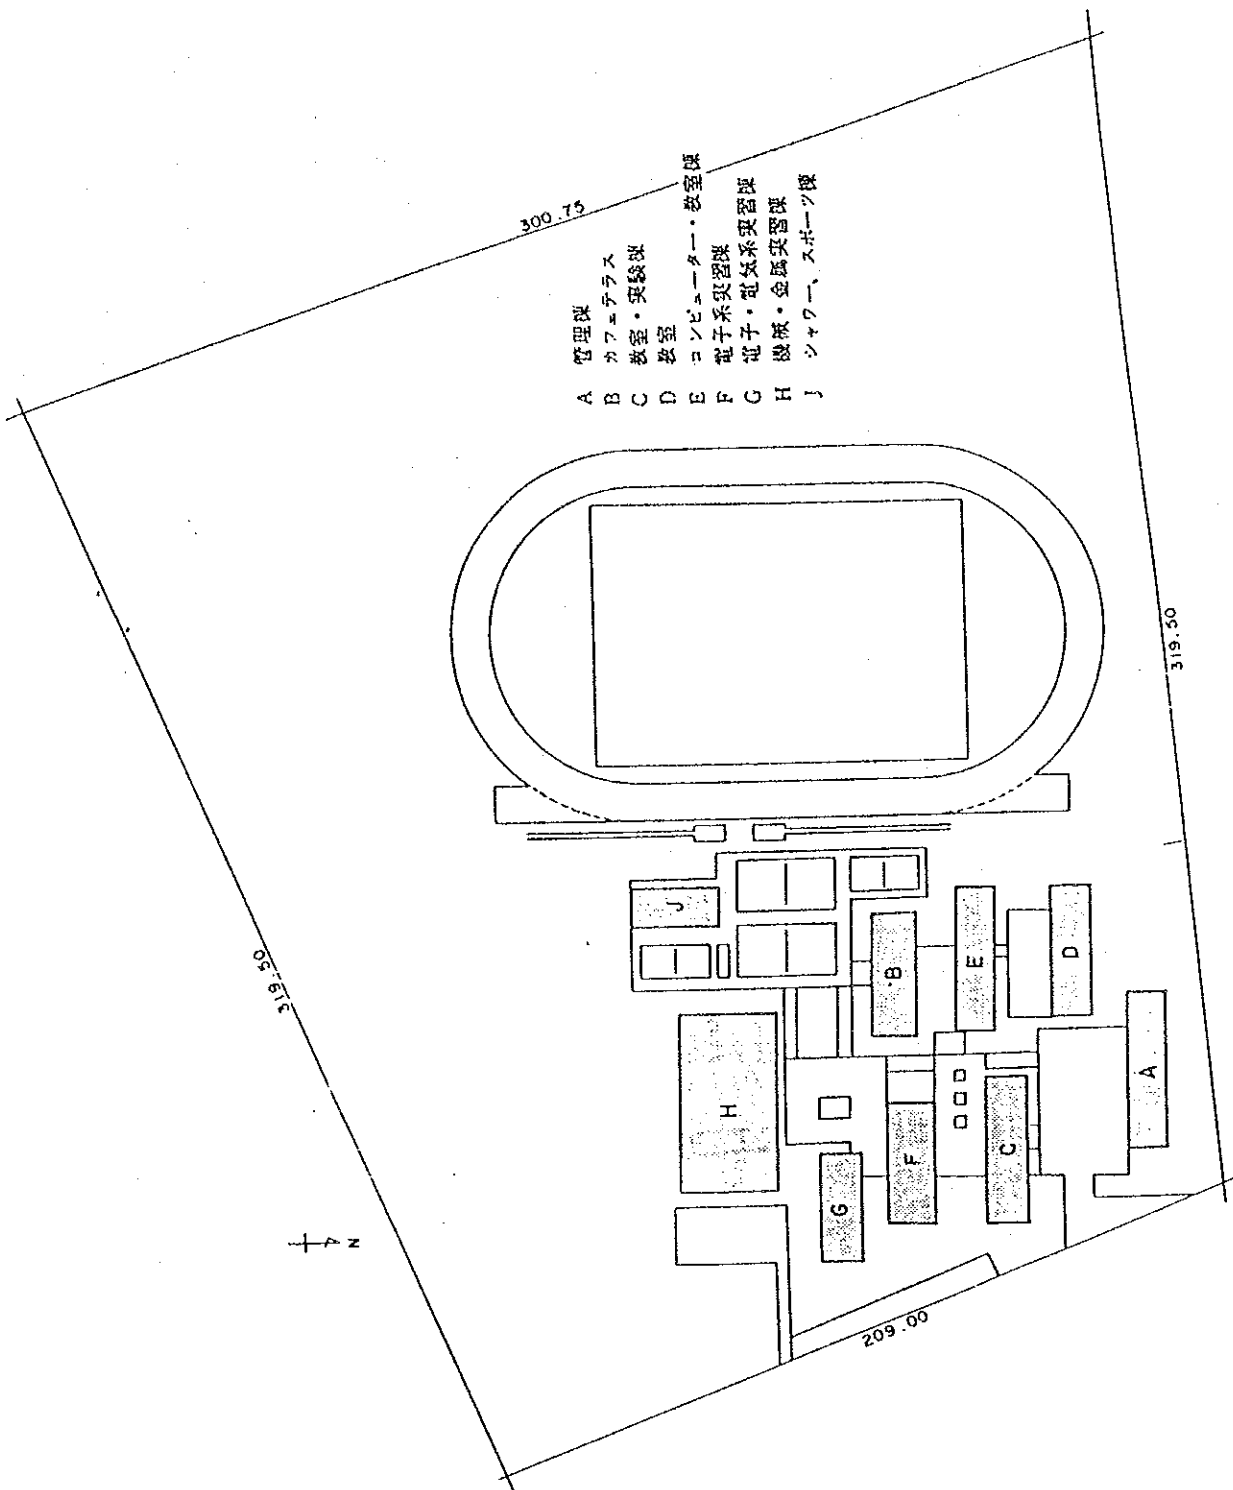 A 管理棟
B カフェテラス
C 教室・実験棟
D 教室
E コンピューター・教室棟
F 電子系実習棟
G 電子・電気系実習棟
H 機械・金属実習棟
J シャワー、スポーツ棟
300.75
319.50
319.50
209.00
J
B
E
D
H
A
F
C
G
N